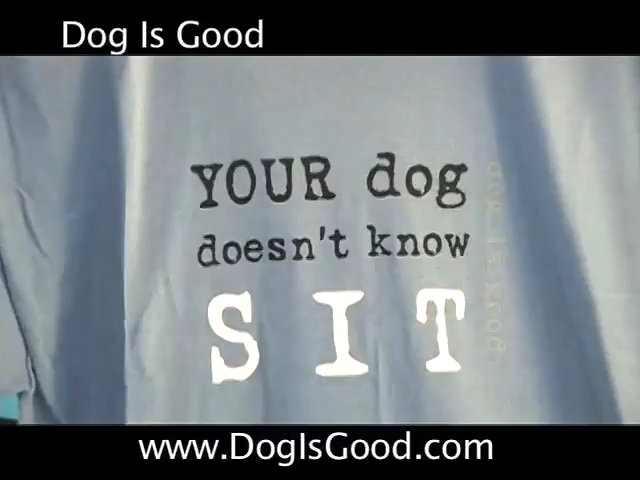 Dog Is Good
YOUR dog
doesn't know
SIT
dog is good
www.DogIsGood.com